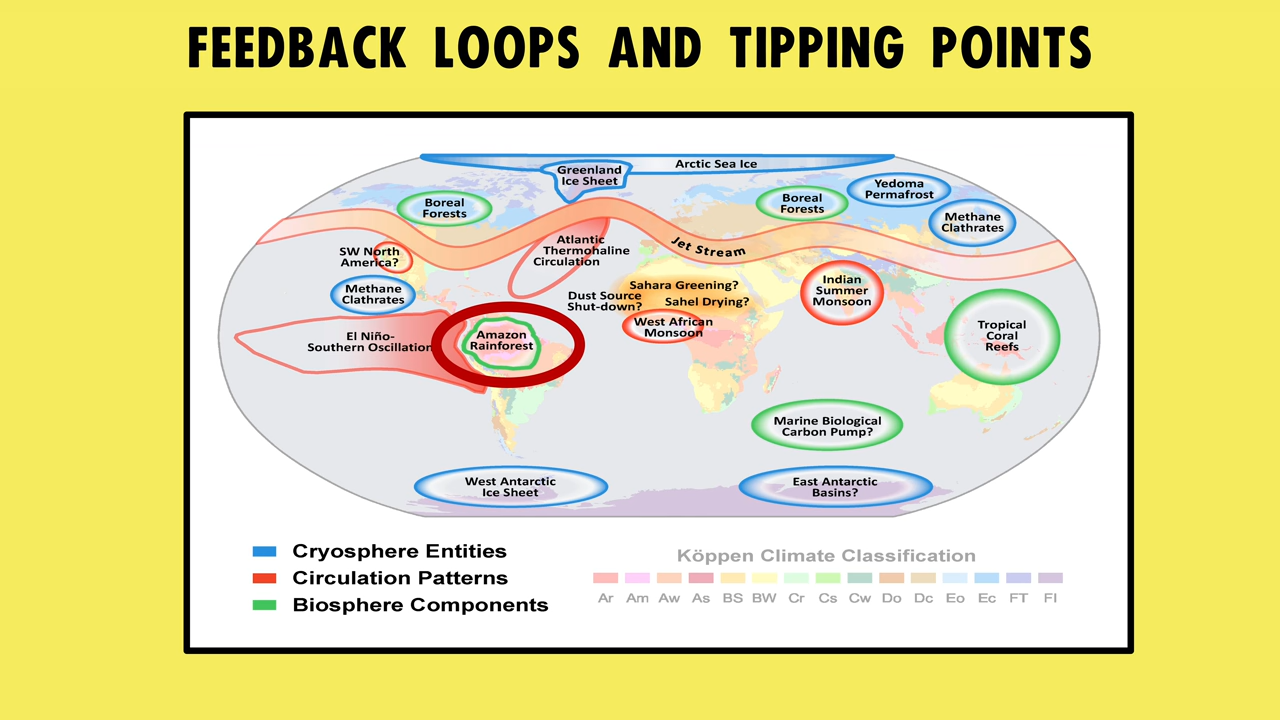 FEEDBACK LOOPS AND TIPPING POINTS
Arctic Sea Ice
Greenland
Ice Sheet
Boreal
Forests
Boreal
Forests
Yedoma
Permafrost
Methane
Clathrates
Jet Stream
Atlantic
Thermohaline
Circulation
SW North
America?
Methane
Clathrates
Sahara Greening?
Dust Source
Shut-down?
Sahel Drying?
Indian
Summer
Monsoon
West African
Monsoon
El Niño-
Southern Oscillation
Amazon
Rainforest
Tropical
Coral
Reefs
Marine Biological
Carbon Pump?
West Antarctic
Ice Sheet
East Antarctic
Basins?
Cryosphere Entities
Circulation Patterns
Biosphere Components
Köppen Climate Classification
Ar Am Aw As BS BW Cr Cs Cw Do Dc Eo Ec FT FI